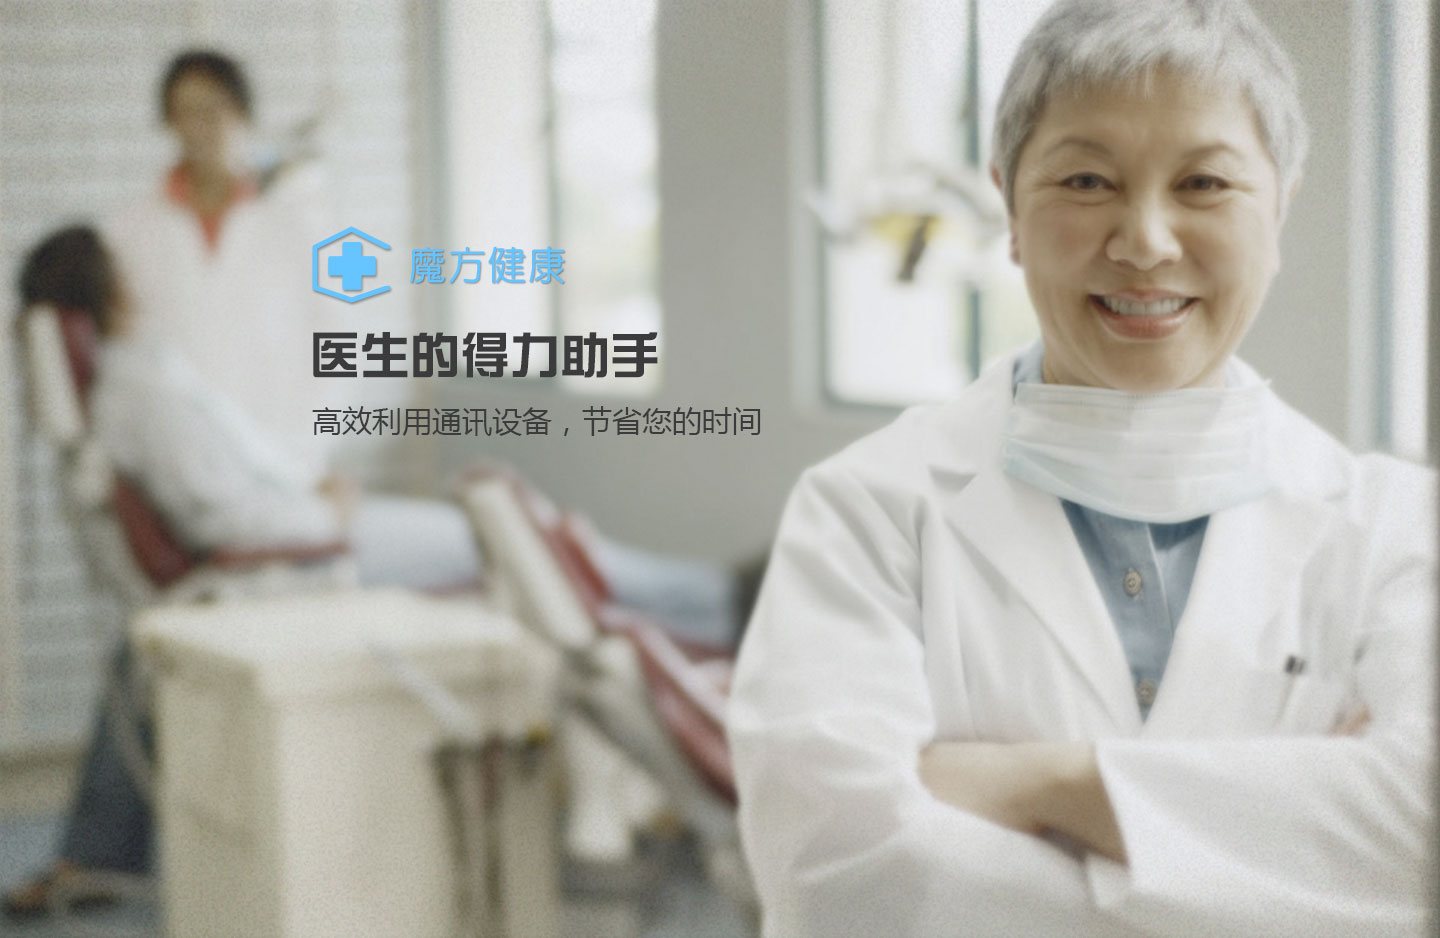 魔方健康
医生的得力助手
高效利用通讯设备，节省您的时间